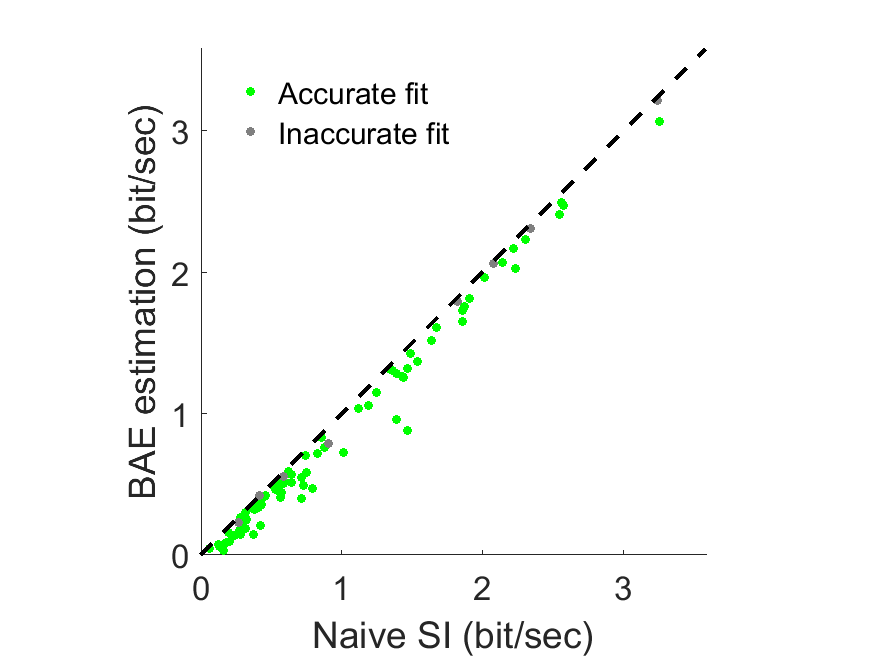 Accurate fit
Inaccurate fit
BAE estimation (bit/sec)
3
2
1
0
0 1 2 3
Naive SI (bit/sec)